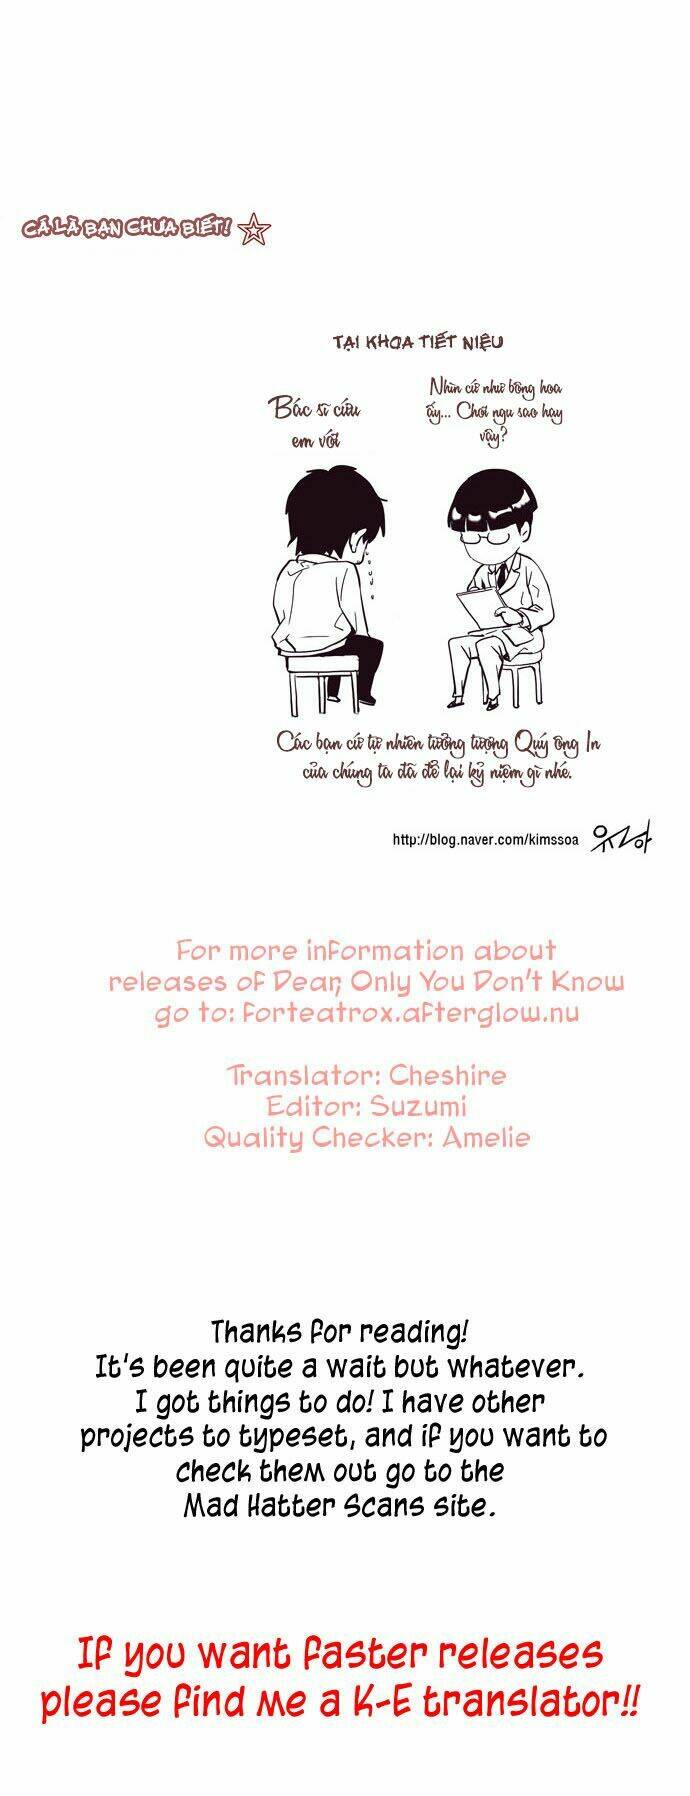 CÁ LÀ BẠN CHƯA BIẾT!
TẠI KHOA TIẾT NIỆU
Bác sĩ cứu
em với
Nhìn cứ như bông hoa
ấy... Chơi ngu sao hay
vậy?
Các bạn cứ tự nhiên tưởng tượng Quý ông In
của chúng ta đã để lại kỷ niệm gì nhé.
http://blog.naver.com/kimssoa
For more information about
releases of Dear, Only You Don't Know
go to: forteatrox.afterglow.nu
Translator: Cheshire
Editor: Suzumi
Quality Checker: Amelie
Thanks for reading!
It's been quite a wait but whatever.
I got things to do! I have other
projects to typeset, and if you want to
check them out go to the
Mad Hatter Scans site.
If you want faster releases
please find me a K-E translator!!